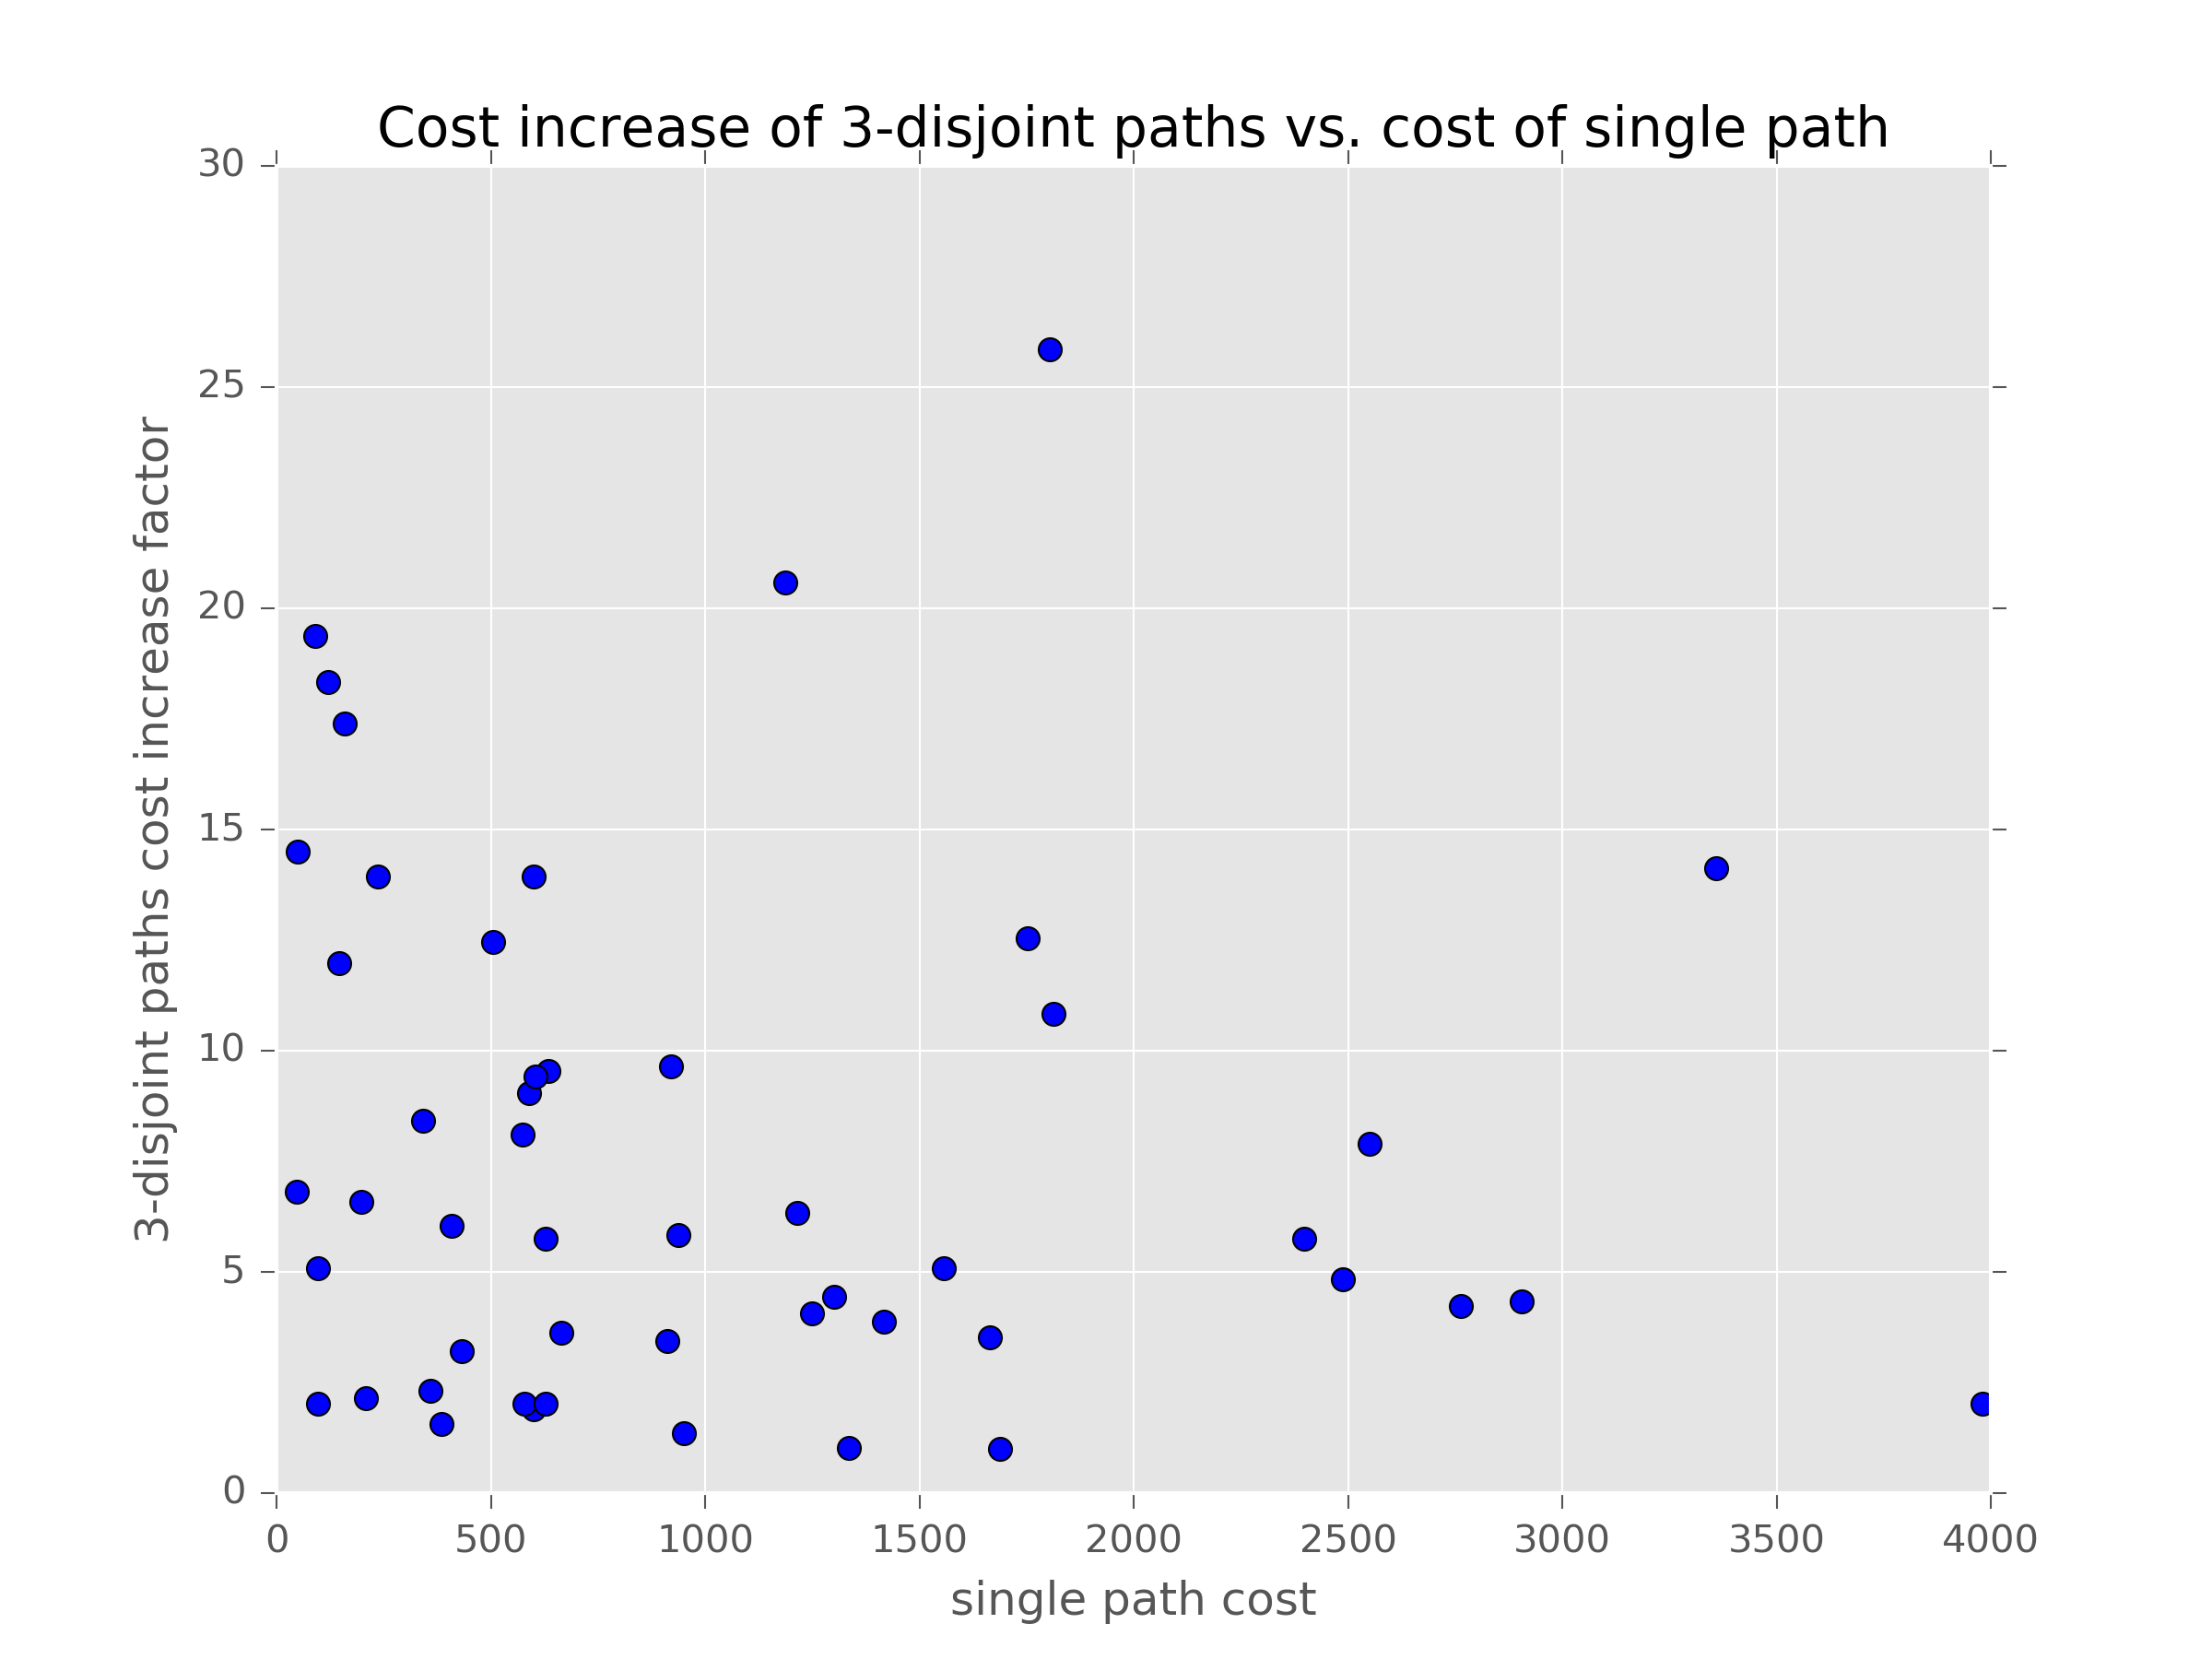 Cost increase of 3-disjoint paths vs. cost of single path
3-disjoint paths cost increase factor
30
25
20
15
10
5
0
0 500 1000 1500 2000 2500 3000 3500 4000
single path cost